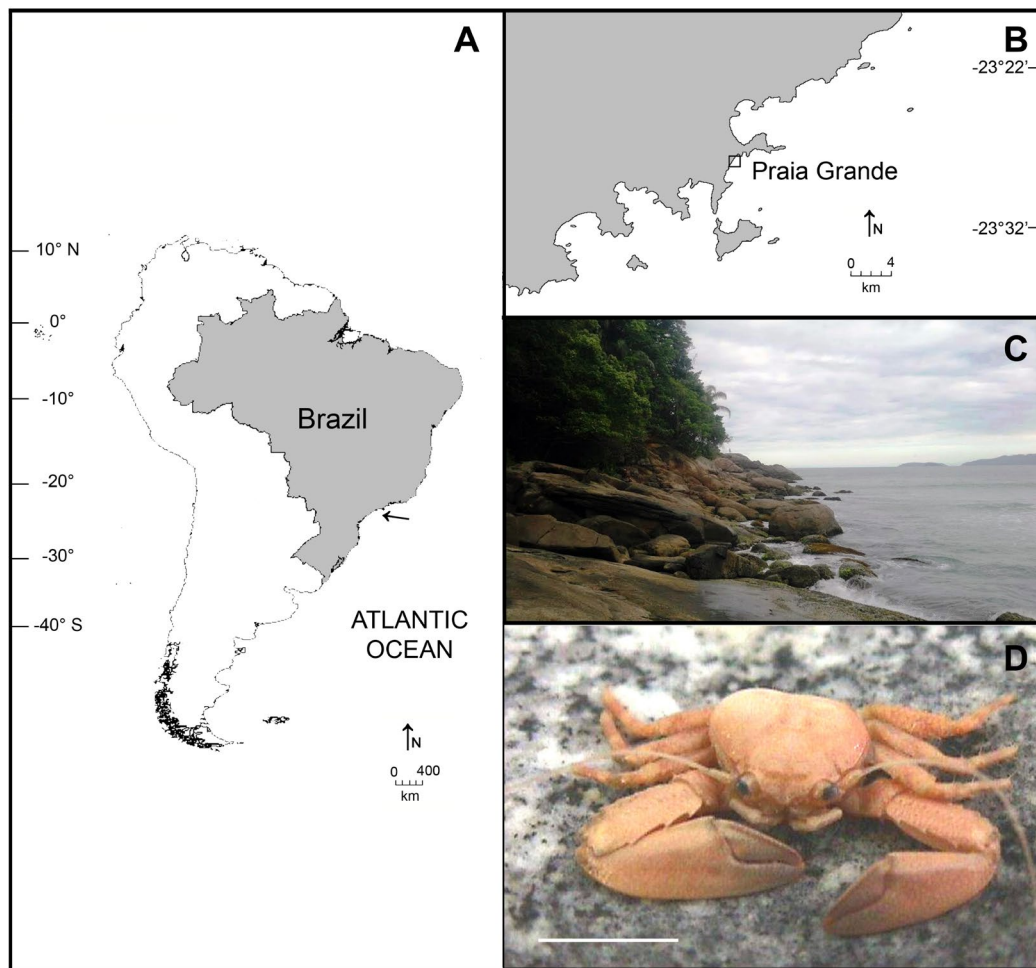 A
10° N
0°
-10°
-20°
-30°
-40° S
Brazil
ATLANTIC
OCEAN
N
0 400
km
B
-23°22'
Praia Grande
N
-23°32'
0 4
km
C
D